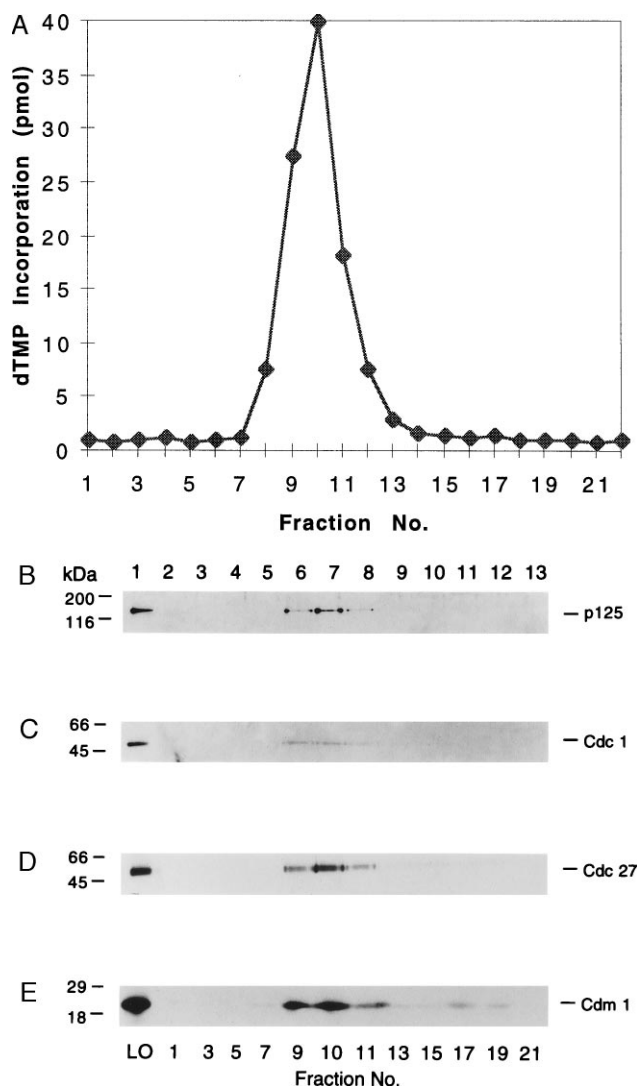 A
dTMP Incorporation (pmol)
40
35
30
25
20
15
10
5
0
1 3 5 7 9 11 13 15 17 19 21
Fraction No.
B kDa 1 2 3 4 5 6 7 8 9 10 11 12 13
200
116
p125
C
66
45
Cdc 1
D
66
45
Cdc 27
E
29
18
Cdm 1
LO 1 3 5 7 9 10 11 13 15 17 19 21
Fraction No.